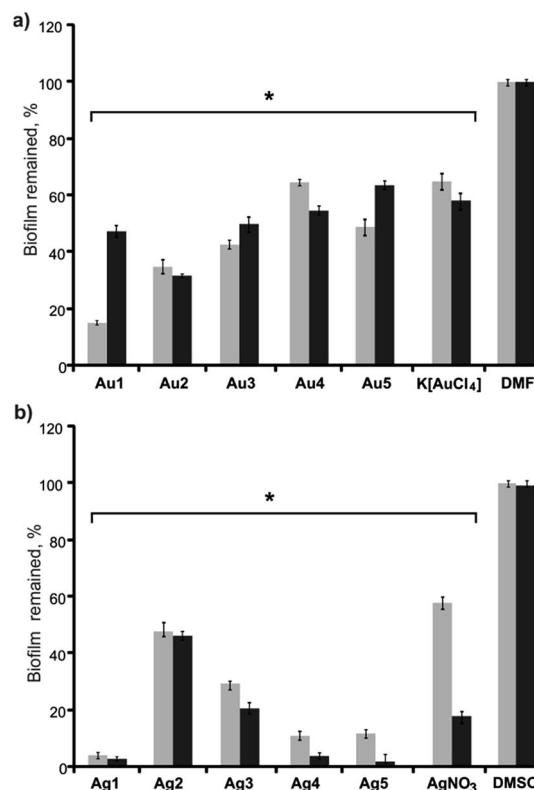 a)
120
100
80
60
40
20
0
Biofilm remained, %
*
Au1 Au2 Au3 Au4 Au5 K[AuCl₄] DMF
b)
120
100
80
60
40
20
0
Biofilm remained, %
*
Ag1 Ag2 Ag3 Ag4 Ag5 AgNO₃ DMSO